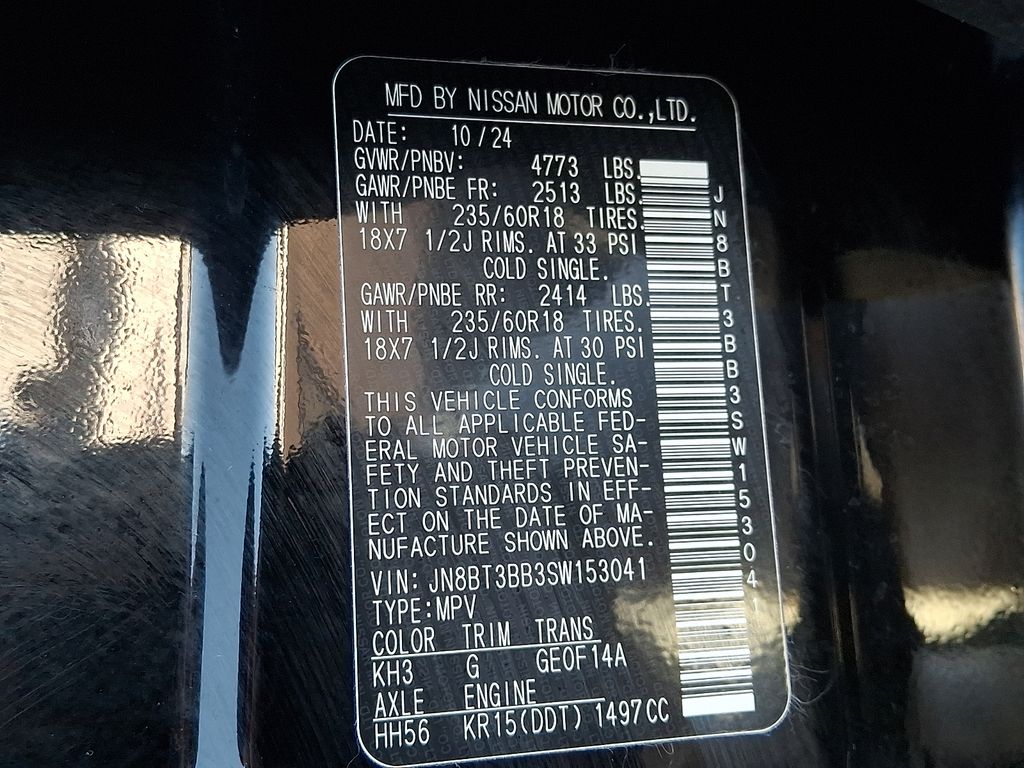 MFD BY NISSAN MOTOR CO.,LTD.
DATE: 10/24
GVWR/PNBV: 4773 LBS.
GAWR/PNBE FR: 2513 LBS.
WITH 235/60R18 TIRES.
18X7 1/2J RIMS. AT 33 PSI
COLD SINGLE.
GAWR/PNBE RR: 2414 LBS.
WITH 235/60R18 TIRES.
18X7 1/2J RIMS. AT 30 PSI
COLD SINGLE.
THIS VEHICLE CONFORMS
TO ALL APPLICABLE FED-
ERAL MOTOR VEHICLE SA-
FETY AND THEFT PREVEN-
TION STANDARDS IN EFF-
ECT ON THE DATE OF MA-
NUFACTURE SHOWN ABOVE.
VIN: JN8BT3BB3SW153041
TYPE:MPV
COLOR TRIM TRANS
KH3 G GEOF14A
AXLE ENGINE
HH56 KR15(DDT) 1497CC
JN8BT3BB3SW153041